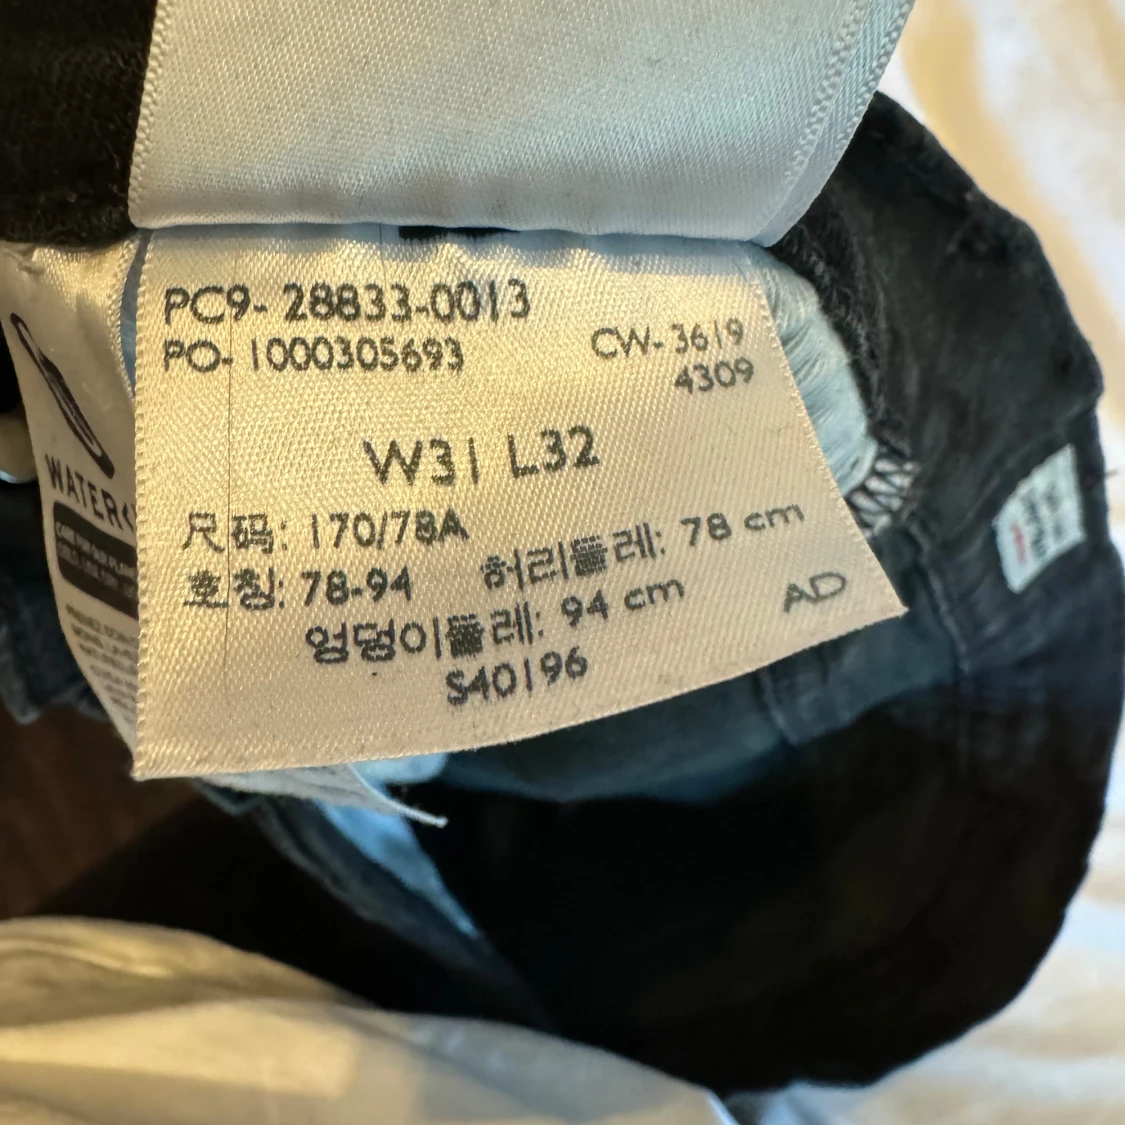 PC9-28833-0013
PO-1000305693
CW-3619
4309
W31 L32
尺码: 170/78A
호칭: 78-94 허리둘레: 78 cm
엉덩이둘레: 94 cm AD
S40196
WATER<